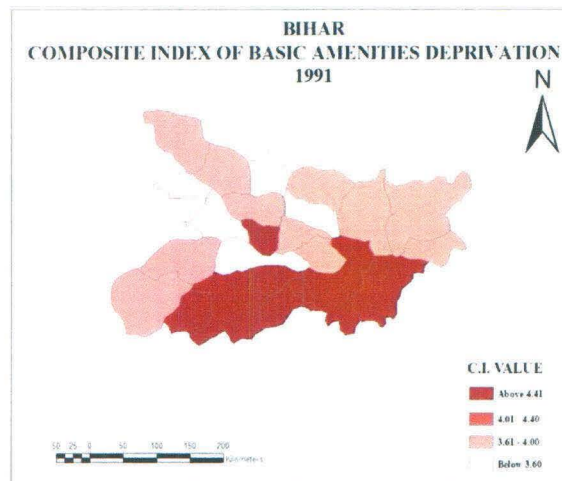 BIHAR
COMPOSITE INDEX OF BASIC AMENITIES DEPRIVATION
1991
N
C.I. VALUE
Above 4.41
4.01 - 4.40
3.61 - 4.00
Below 3.60
50 25 0 50 100 150 200
Kilometers